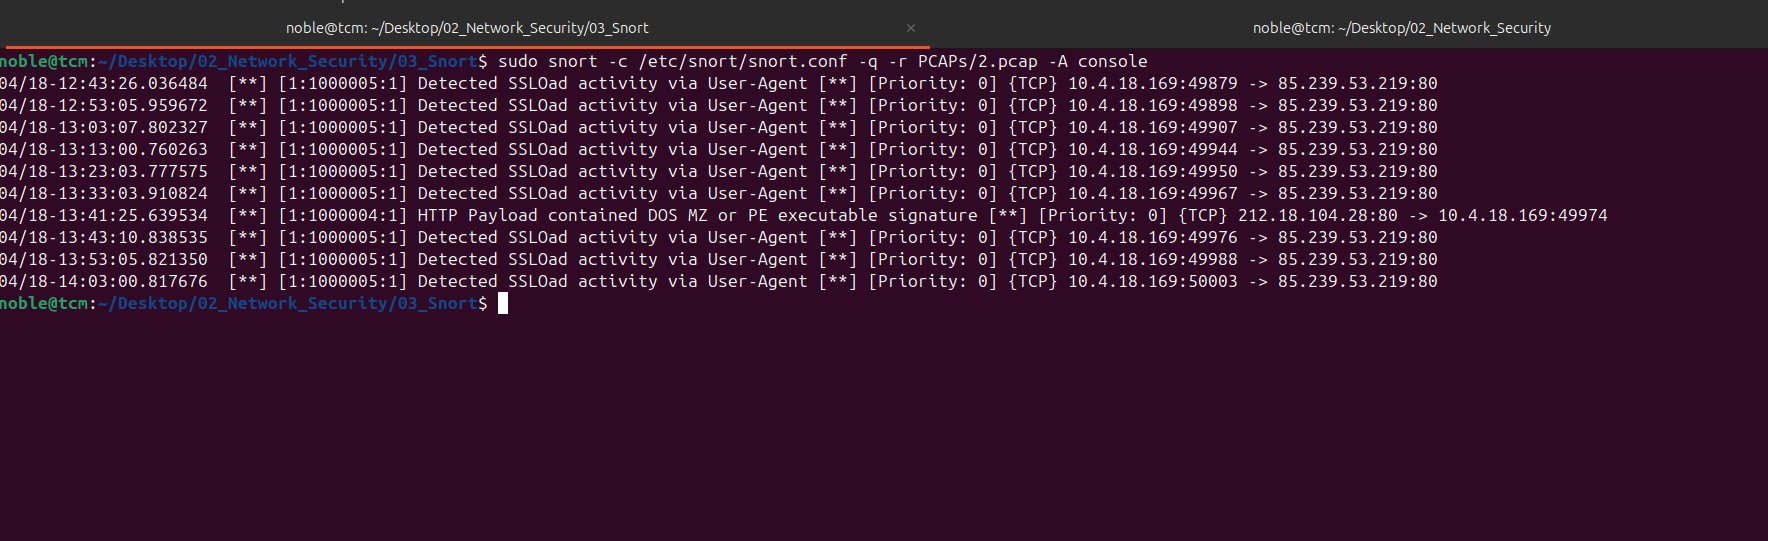 noble@tcm: ~/Desktop/02_Network_Security/03_Snort × noble@tcm: ~/Desktop/02_Network_Security
noble@tcm:~/Desktop/02_Network_Security/03_Snort$ sudo snort -c /etc/snort/snort.conf -q -r PCAPs/2.pcap -A console
04/18-12:43:26.036484  [**] [1:1000005:1] Detected SSLOad activity via User-Agent [**] [Priority: 0] {TCP} 10.4.18.169:49879 -> 85.239.53.219:80
04/18-12:53:05.959672  [**] [1:1000005:1] Detected SSLOad activity via User-Agent [**] [Priority: 0] {TCP} 10.4.18.169:49898 -> 85.239.53.219:80
04/18-13:03:07.802327  [**] [1:1000005:1] Detected SSLOad activity via User-Agent [**] [Priority: 0] {TCP} 10.4.18.169:49907 -> 85.239.53.219:80
04/18-13:13:00.760263  [**] [1:1000005:1] Detected SSLOad activity via User-Agent [**] [Priority: 0] {TCP} 10.4.18.169:49944 -> 85.239.53.219:80
04/18-13:23:03.777575  [**] [1:1000005:1] Detected SSLOad activity via User-Agent [**] [Priority: 0] {TCP} 10.4.18.169:49950 -> 85.239.53.219:80
04/18-13:33:03.910824  [**] [1:1000005:1] Detected SSLOad activity via User-Agent [**] [Priority: 0] {TCP} 10.4.18.169:49967 -> 85.239.53.219:80
04/18-13:41:25.639534  [**] [1:1000004:1] HTTP Payload contained DOS MZ or PE executable signature [**] [Priority: 0] {TCP} 212.18.104.28:80 -> 10.4.18.169:49974
04/18-13:43:10.838535  [**] [1:1000005:1] Detected SSLOad activity via User-Agent [**] [Priority: 0] {TCP} 10.4.18.169:49976 -> 85.239.53.219:80
04/18-13:53:05.821350  [**] [1:1000005:1] Detected SSLOad activity via User-Agent [**] [Priority: 0] {TCP} 10.4.18.169:49988 -> 85.239.53.219:80
04/18-14:03:00.817676  [**] [1:1000005:1] Detected SSLOad activity via User-Agent [**] [Priority: 0] {TCP} 10.4.18.169:50003 -> 85.239.53.219:80
noble@tcm:~/Desktop/02_Network_Security/03_Snort$